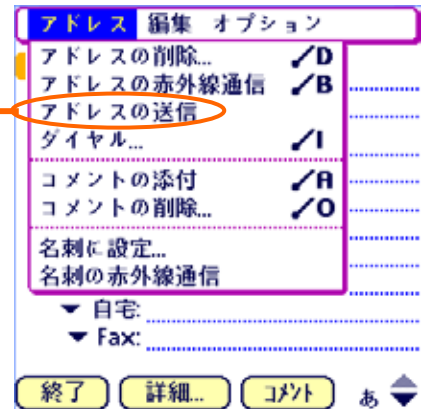 アドレス 編集 オプション
アドレスの削除... ／D
アドレスの赤外線通信 ／B
アドレスの送信
ダイヤル... ／I
コメントの添付 ／A
コメントの削除... ／O
名刺に設定...
名刺の赤外線通信
▼ 自宅:
▼ Fax:
終了 詳細... コメント あ